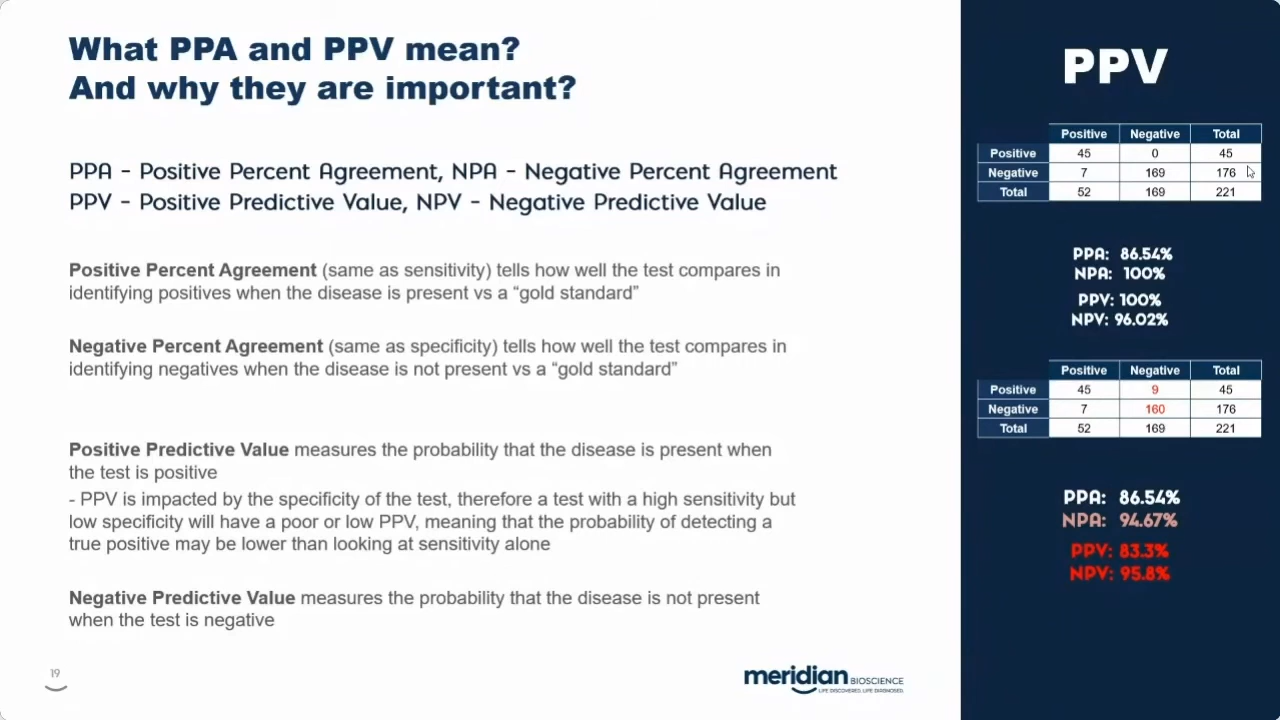 What PPA and PPV mean?
And why they are important?
PPA - Positive Percent Agreement, NPA - Negative Percent Agreement
PPV - Positive Predictive Value, NPV - Negative Predictive Value
Positive Percent Agreement (same as sensitivity) tells how well the test compares in
identifying positives when the disease is present vs a “gold standard”
Negative Percent Agreement (same as specificity) tells how well the test compares in
identifying negatives when the disease is not present vs a “gold standard”
Positive Predictive Value measures the probability that the disease is present when
the test is positive
- PPV is impacted by the specificity of the test, therefore a test with a high sensitivity but
low specificity will have a poor or low PPV, meaning that the probability of detecting a
true positive may be lower than looking at sensitivity alone
Negative Predictive Value measures the probability that the disease is not present
when the test is negative
19
meridian BIOSCIENCE
LIFE DISCOVERED. LIFE DIAGNOSED.
PPV
Positive Negative Total
Positive 45 0 45
Negative 7 169 176
Total 52 169 221
PPA: 86.54%
NPA: 100%
PPV: 100%
NPV: 96.02%
Positive Negative Total
Positive 45 9 45
Negative 7 160 176
Total 52 169 221
PPA: 86.54%
NPA: 94.67%
PPV: 83.3%
NPV: 95.8%